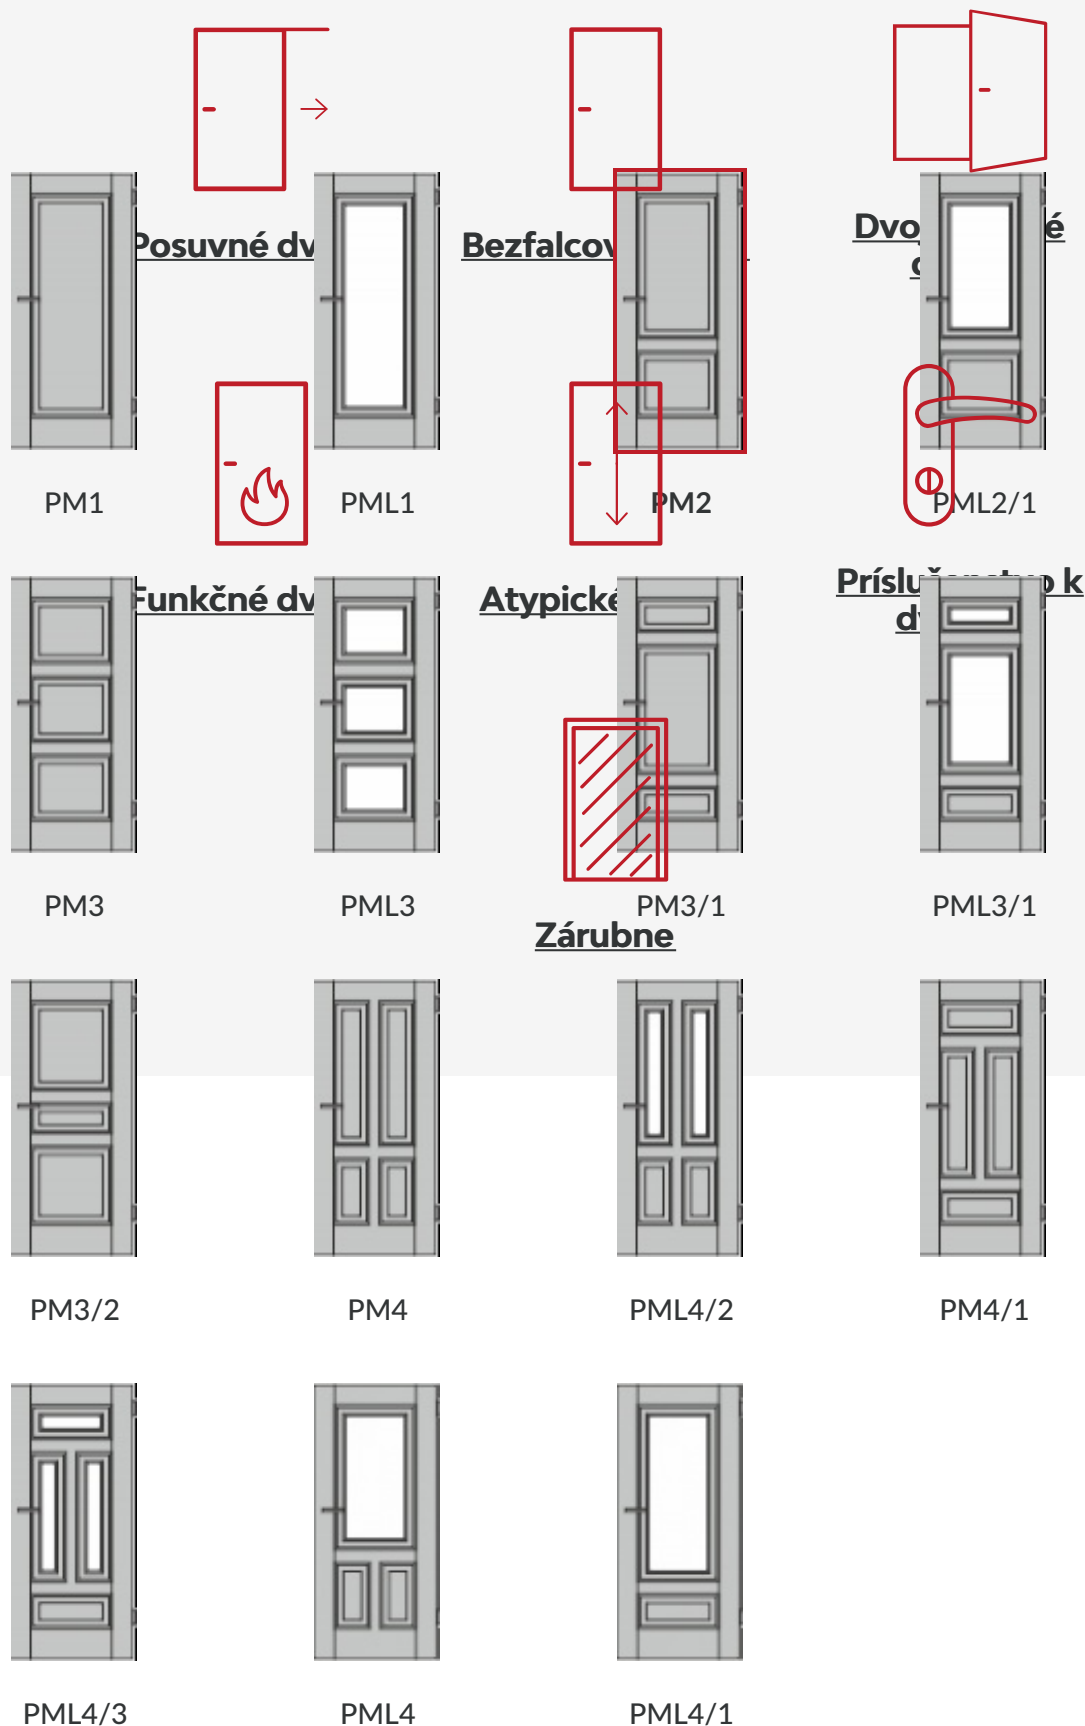 Posuvné dv
Bezfalcov
Dvo é
PM1
PML1
PM2
PML2/1
Funkčné dv
Atypické
Príslu o k
d
PM3
PML3
PM3/1
PML3/1
Zárubne
PM3/2
PM4
PML4/2
PM4/1
PML4/3
PML4
PML4/1